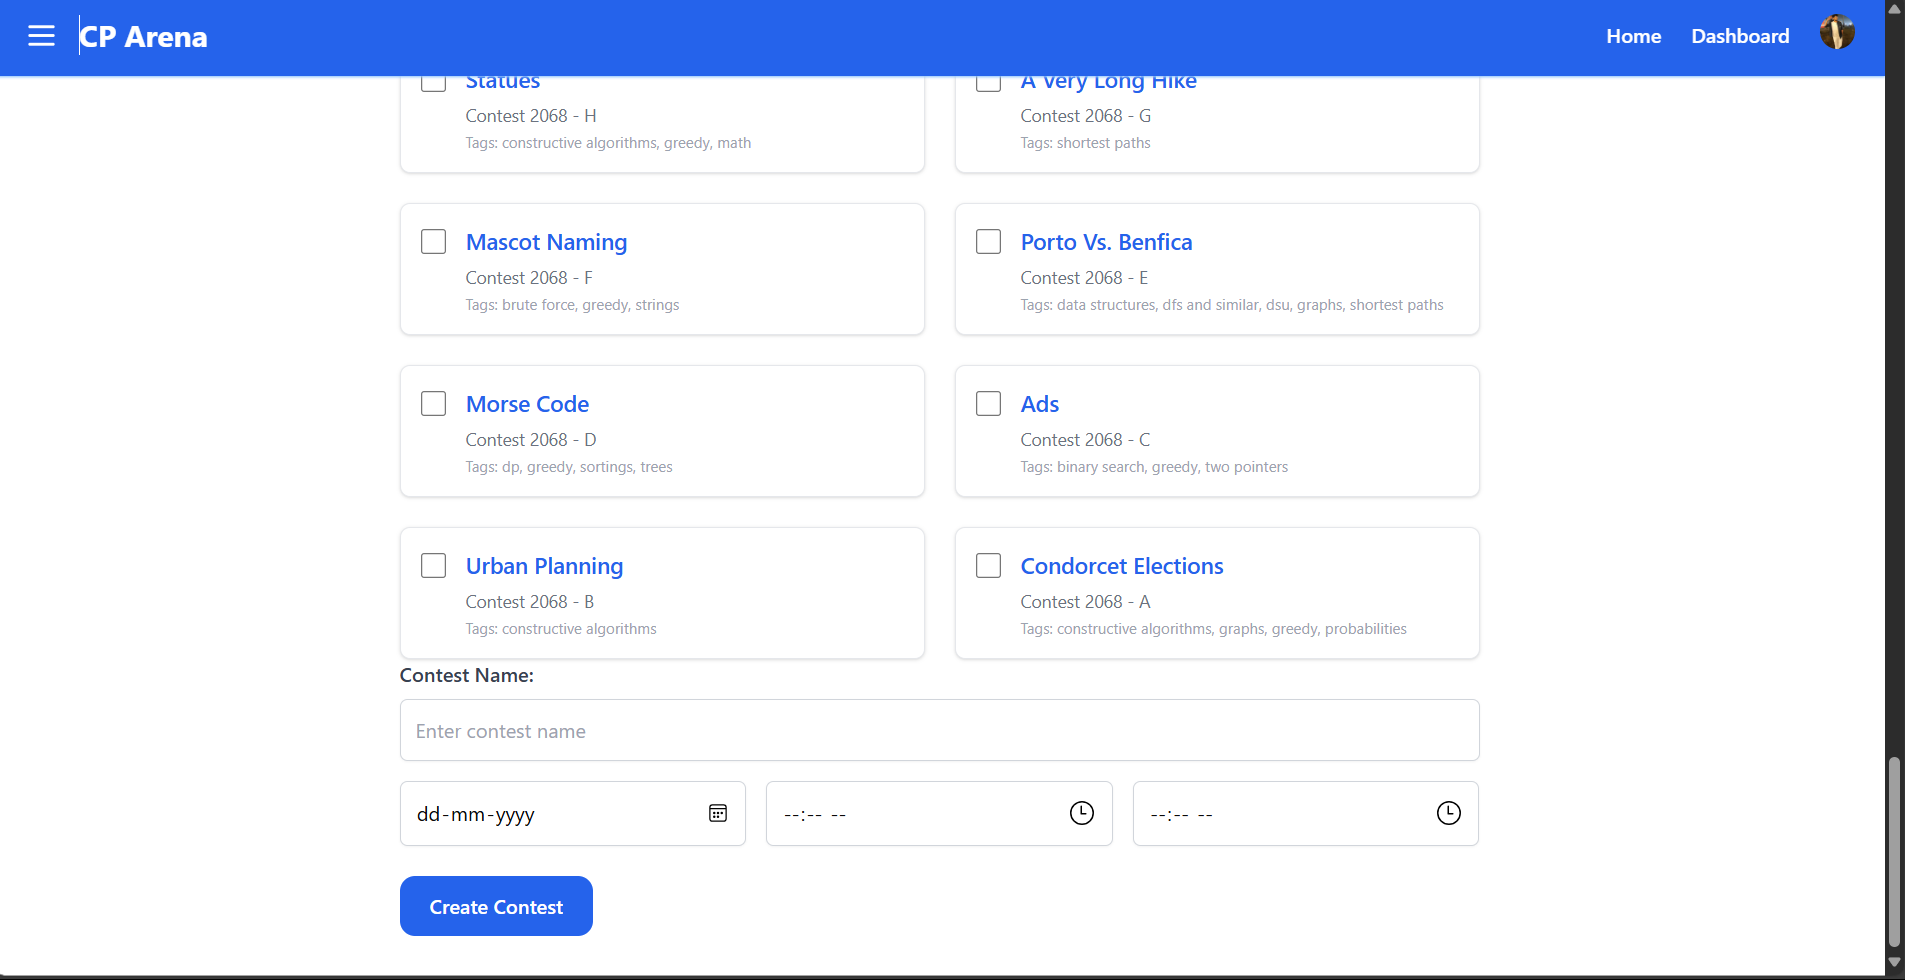 CP Arena
Home
Dashboard
Statues
Contest 2068 - H
Tags: constructive algorithms, greedy, math
A Very Long Hike
Contest 2068 - G
Tags: shortest paths
Mascot Naming
Contest 2068 - F
Tags: brute force, greedy, strings
Porto Vs. Benfica
Contest 2068 - E
Tags: data structures, dfs and similar, dsu, graphs, shortest paths
Morse Code
Contest 2068 - D
Tags: dp, greedy, sortings, trees
Ads
Contest 2068 - C
Tags: binary search, greedy, two pointers
Urban Planning
Contest 2068 - B
Tags: constructive algorithms
Condorcet Elections
Contest 2068 - A
Tags: constructive algorithms, graphs, greedy, probabilities
Contest Name:
Enter contest name
dd-mm-yyyy
--:-- --
--:-- --
Create Contest